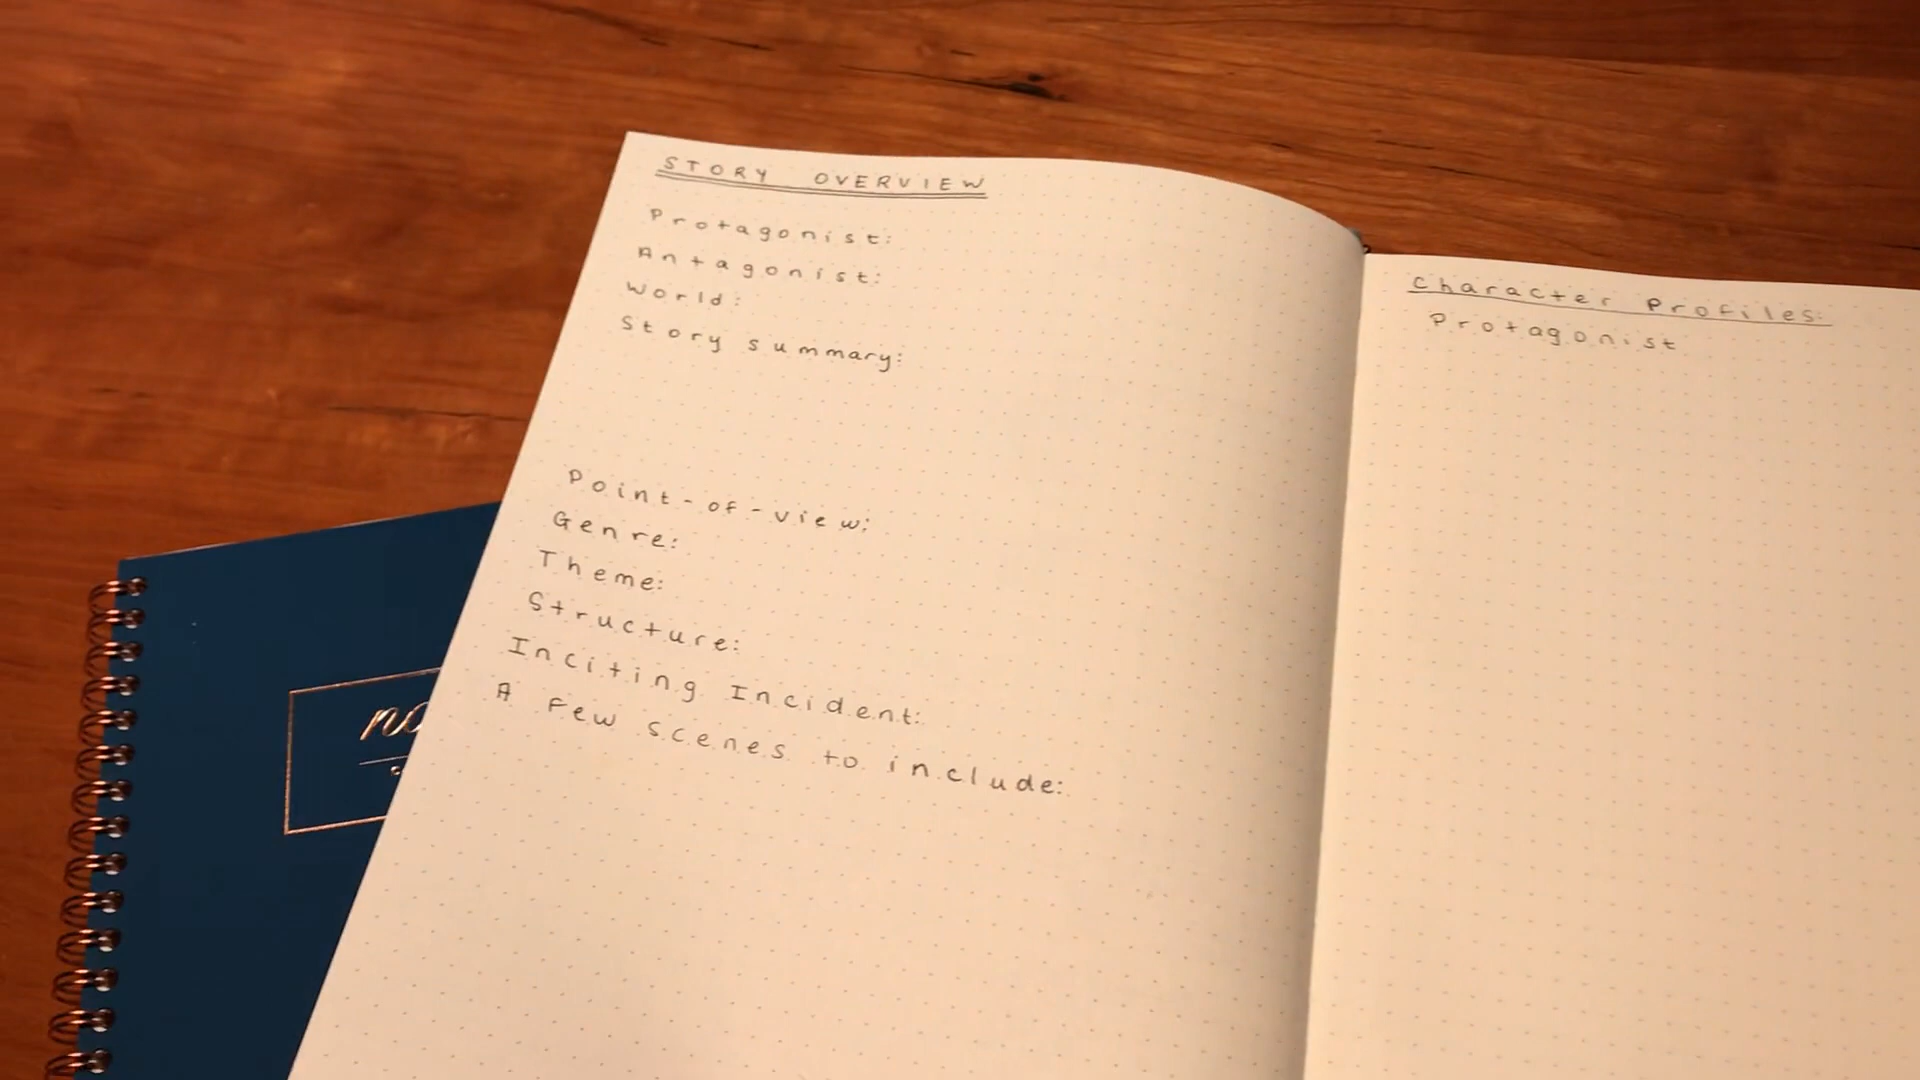 STORY OVERVIEW
Protagonist:
Antagonist:
World:
Story summary:
Point-of-view:
Genre:
Theme:
Structure:
Inciting Incident:
A few scenes to include:
Character Profiles:
Protagonist